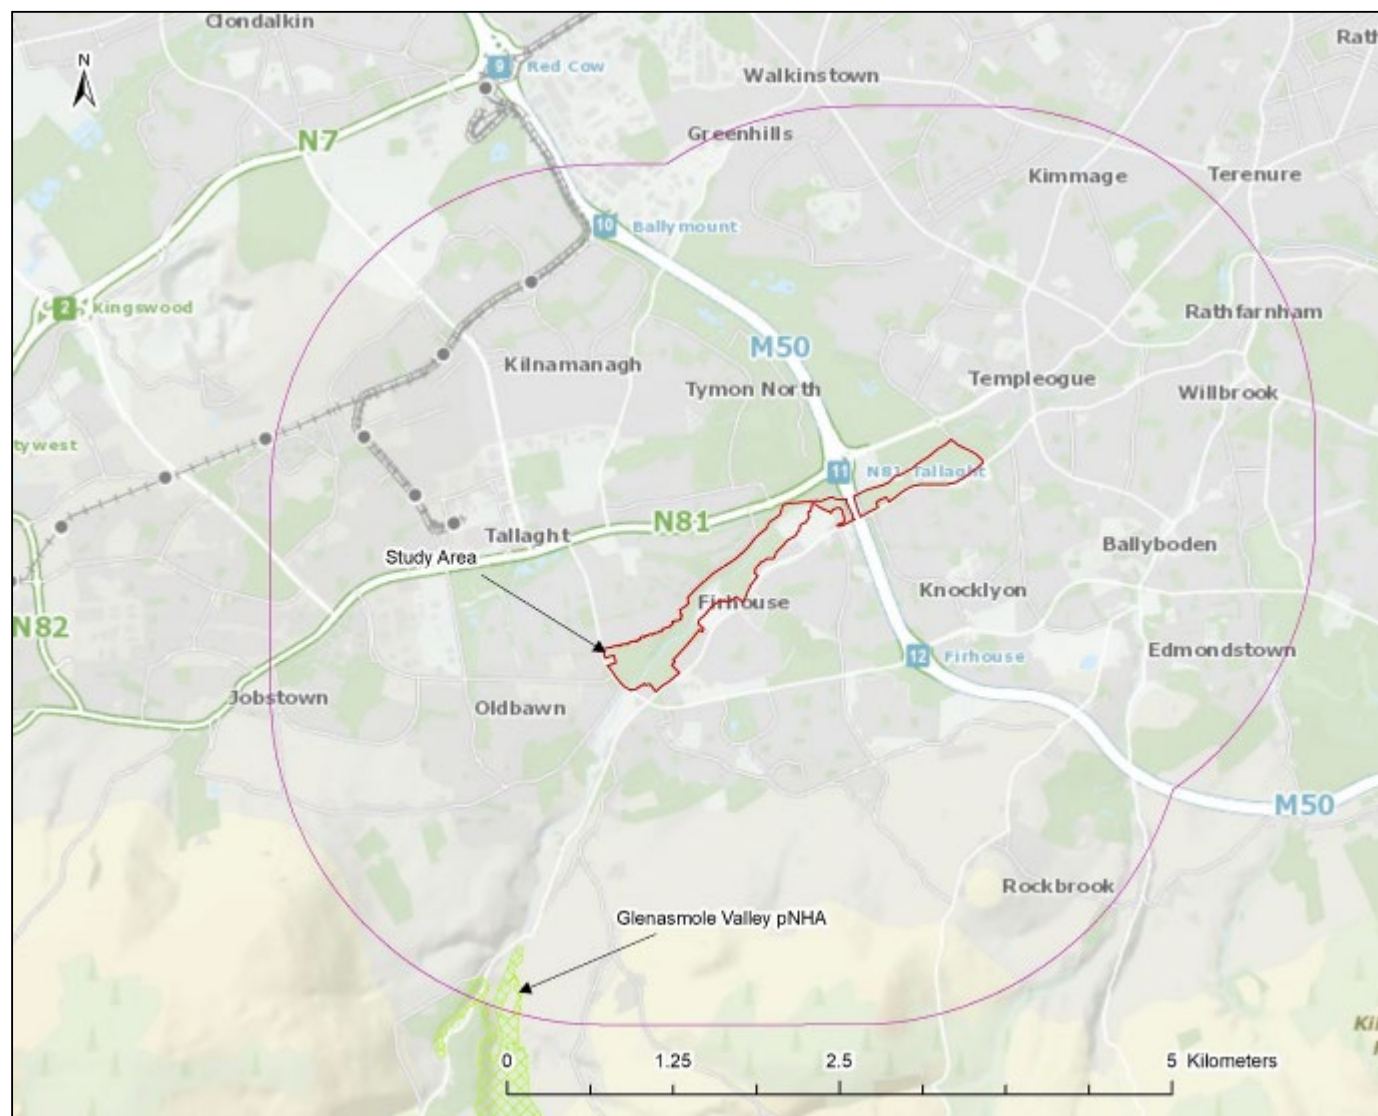 Clondalkin
Rath
N
9 Red Cow
Walkinstown
N7
Greenhills
Kimmage
Terenure
10 Ballymount
2 Kingswood
Rathfarnham
M50
Kilnamanagh
Tymon North
Templeogue
Willbrook
tywest
11 N81 Tallaght
N81
Tallaght
Study Area
Ballyboden
Knocklyon
Firhouse
N82
12 Firhouse
Edmondstown
Jobstown
Oldbawn
M50
Rockbrook
Glenasmole Valley pNHA
Ki
0 1.25 2.5 5 Kilometers